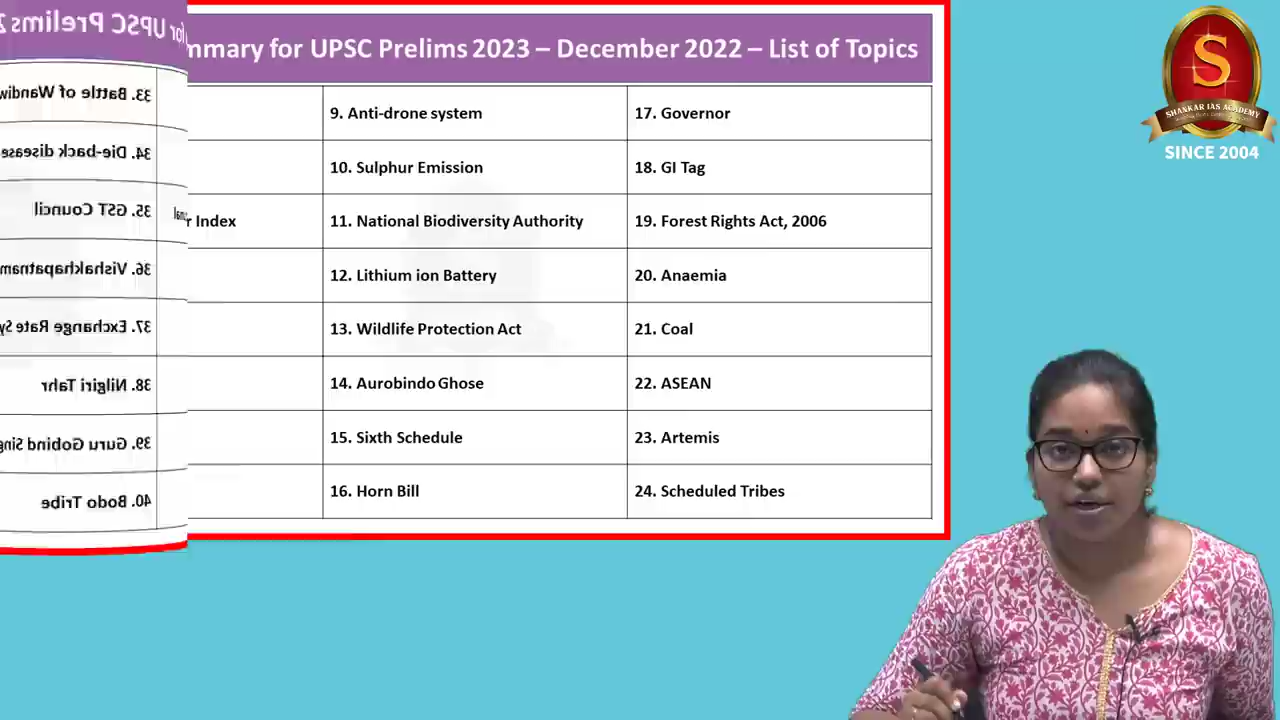 mmary for UPSC Prelims 2023 – December 2022 – List of Topics
9. Anti-drone system
17. Governor
10. Sulphur Emission
18. GI Tag
r Index
11. National Biodiversity Authority
19. Forest Rights Act, 2006
12. Lithium ion Battery
20. Anaemia
13. Wildlife Protection Act
21. Coal
14. Aurobindo Ghose
22. ASEAN
15. Sixth Schedule
23. Artemis
16. Horn Bill
24. Scheduled Tribes
for UPSC Prelims 2
33. Battle of Wandiw
34. Die-back disease
35. GST Council
36. Vishakhapatnam
37. Exchange Rate Sy
38. Nilgiri Tahr
39. Guru Gobind Sing
40. Bodo Tribe
S
SHANKAR IAS ACADEMY
SINCE 2004